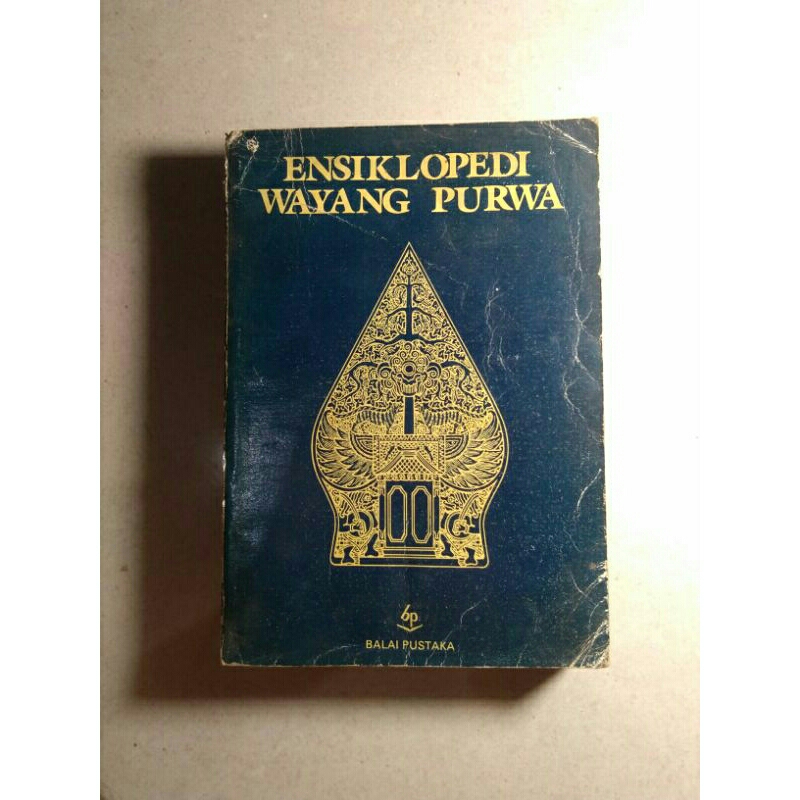 ENSIKLOPEDI
WAYANG PURWA
bp
BALAI PUSTAKA